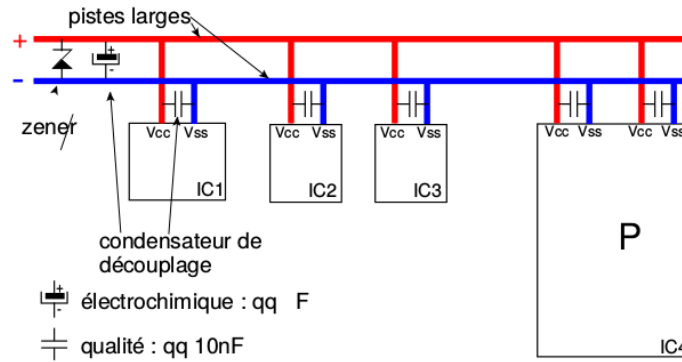 pistes larges
+
-
+
-
zener
Vcc Vss
Vcc Vss
Vcc Vss
Vcc Vss
Vcc Vss
IC1
IC2
IC3
P
condensateur de
découplage
+
-
électrochimique : qq F
qualité : qq 10nF
IC4